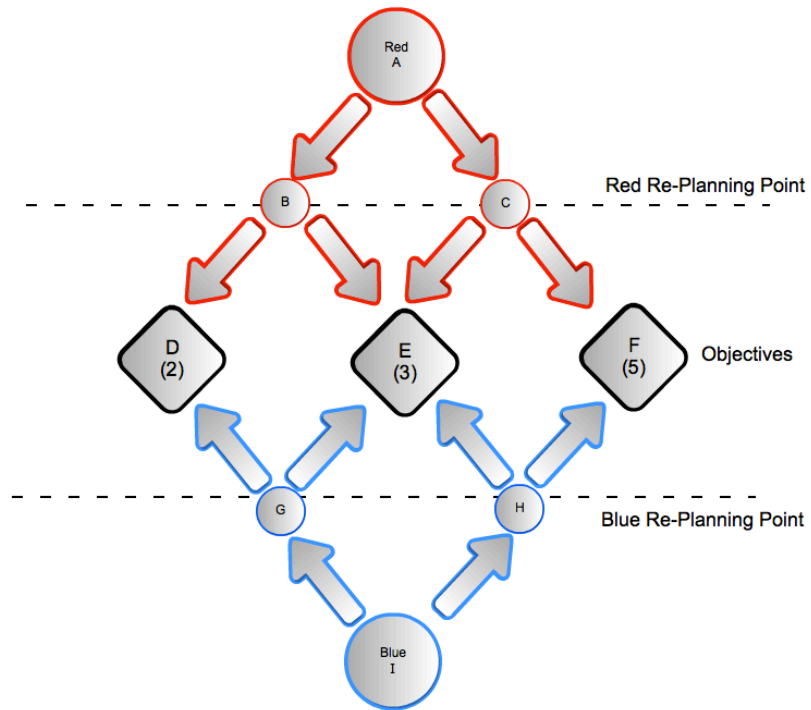 Red
A
Red Re-Planning Point
B
C
D
(2)
E
(3)
F
(5)
Objectives
G
H
Blue Re-Planning Point
Blue
I